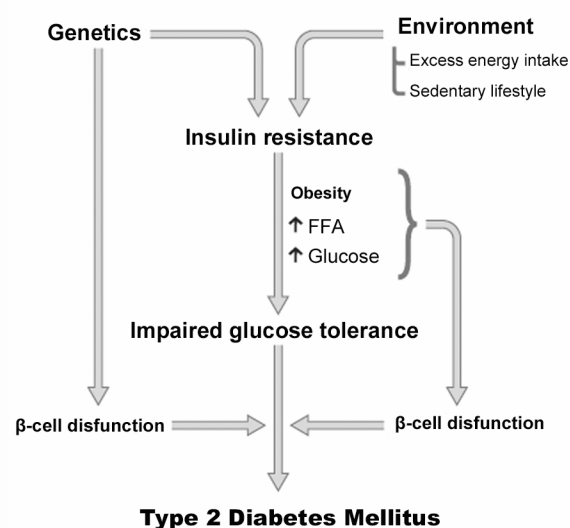 Genetics
Environment
Excess energy intake
Sedentary lifestyle
Insulin resistance
Obesity
↑ FFA
↑ Glucose
Impaired glucose tolerance
β-cell disfunction
β-cell disfunction
Type 2 Diabetes Mellitus